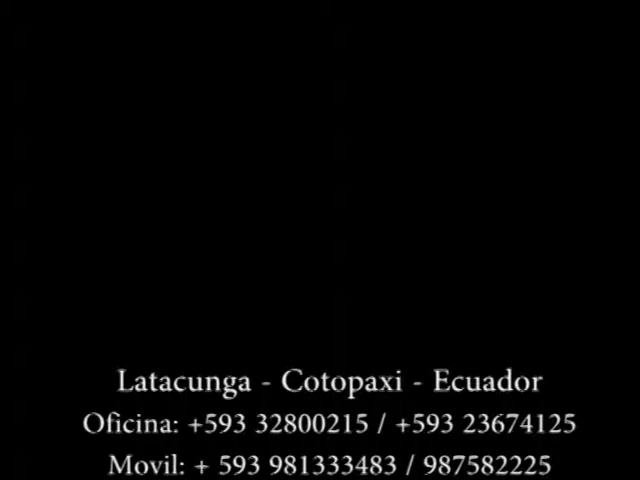 Latacunga - Cotopaxi - Ecuador
Oficina: +593 32800215 / +593 23674125
Movil: + 593 981333483 / 987582225